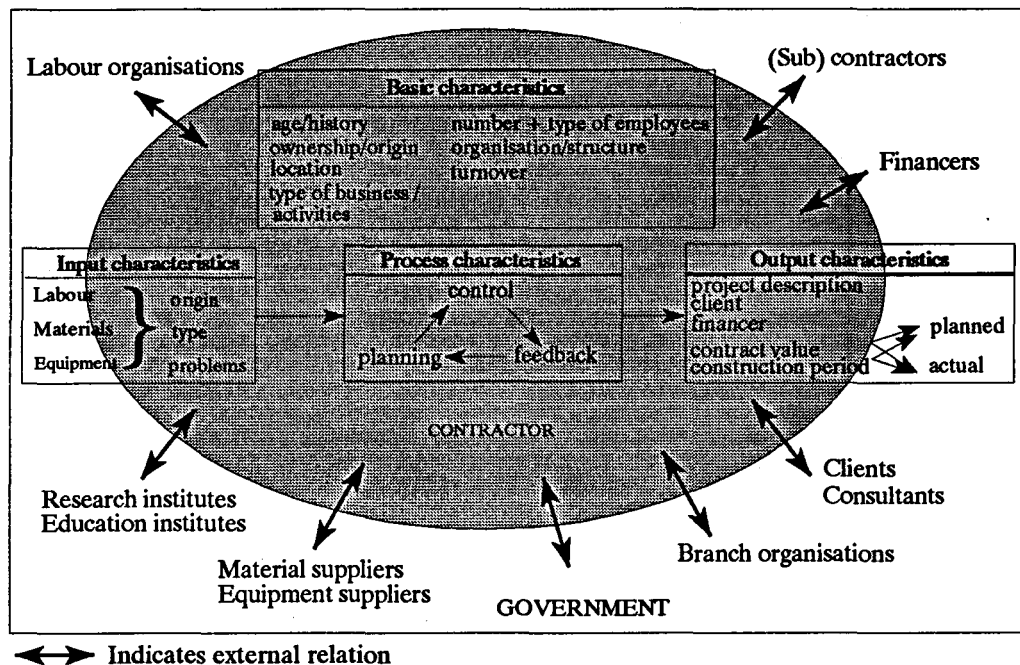 Labour organisations
(Sub) contractors
Basic characteristics
age/history
ownership/origin
location
type of business /
activities
number + type of employees
organisation/structure
turnover
Financers
Input characteristics
Labour
Materials
Equipment
origin
type
problems
Process characteristics
control
planning
feedback
Output characteristics
project description
client
financer
contract value
construction period
planned
actual
CONTRACTOR
Research institutes
Education institutes
Material suppliers
Equipment suppliers
GOVERNMENT
Branch organisations
Clients
Consultants
Indicates external relation